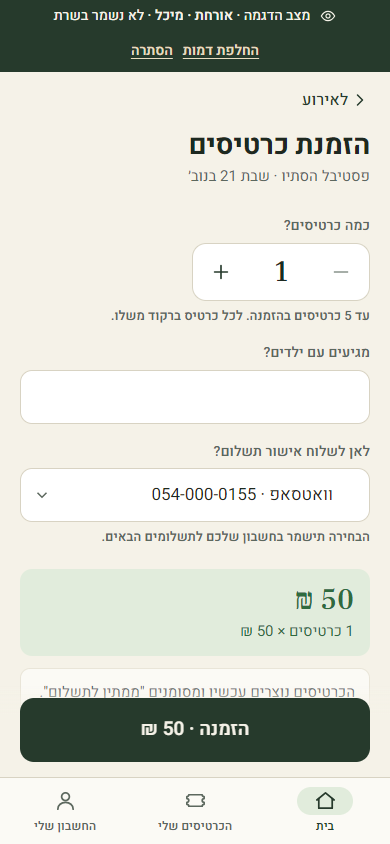 מצב הדגמה · אורחת · מיכל · לא נשמר בשרת
החלפת דמות הסתרה
לאירוע
הזמנת כרטיסים
פסטיבל הסתיו · שבת 21 בנוב׳
כמה כרטיסים?
1
עד 5 כרטיסים בהזמנה. לכל כרטיס ברקוד משלו.
מגיעים עם ילדים?
לאן לשלוח אישור תשלום?
וואטסאפ · 054-000-0155
הבחירה תישמר בחשבון שלכם לתשלומים הבאים.
50 ₪
1 כרטיסים × 50 ₪
הכרטיסים נוצרים עכשיו ומסומנים "ממתין לתשלום".
הזמנה · 50 ₪
בית
הכרטיסים שלי
החשבון שלי